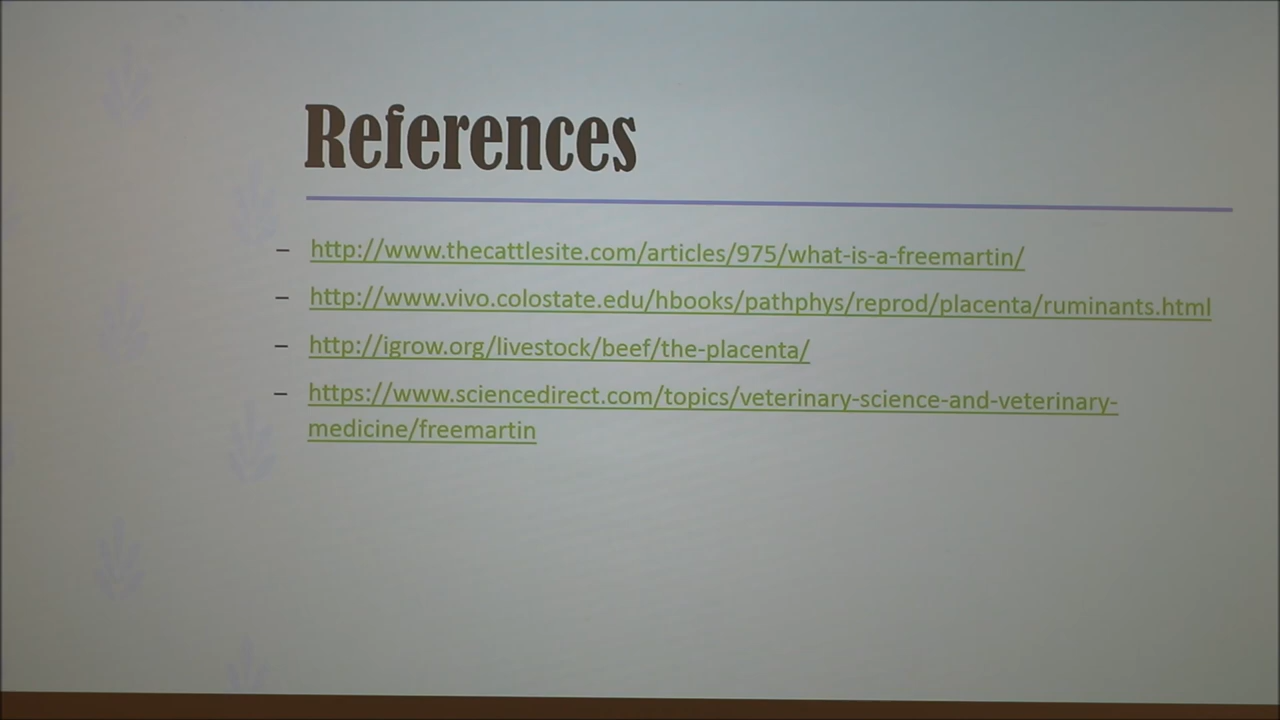 References
– http://www.thecattlesite.com/articles/975/what-is-a-freemartin/
– http://www.vivo.colostate.edu/hbooks/pathphys/reprod/placenta/ruminants.html
– http://igrow.org/livestock/beef/the-placenta/
– https://www.sciencedirect.com/topics/veterinary-science-and-veterinary-
medicine/freemartin